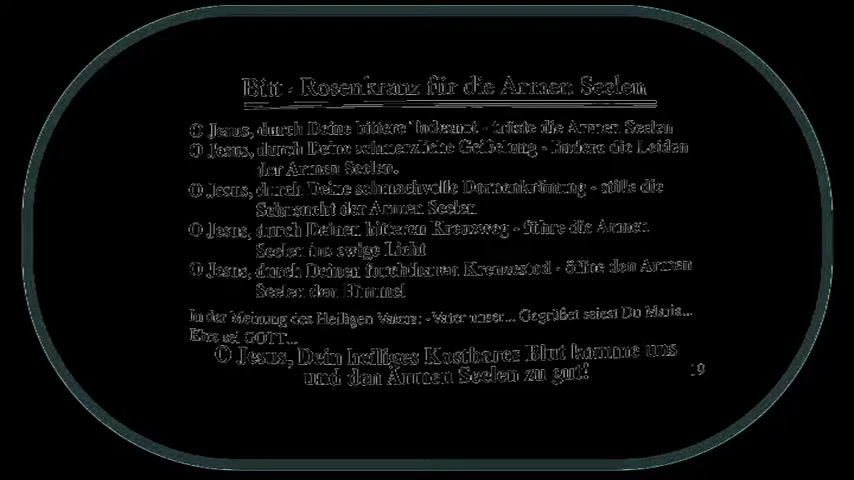 Bitt - Rosenkranz für die Armen Seelen
O Jesus, durch Deine bittere Todesnot - tröste die Armen Seelen
O Jesus, durch Deine schmerzliche Geißelung - lindere die Leiden
der Armen Seelen.
O Jesus, durch Deine schmachvolle Dornenkrönung - stille die
Sehnsucht der Armen Seelen
O Jesus, durch Deinen bitteren Kreuzweg - führe die Armen
Seelen ins ewige Licht
O Jesus, durch Deinen furchtbaren Kreuzestod - öffne den Armen
Seelen den Himmel
In der Meinung des Heiligen Vaters: -Vater unser... Gegrüßet seiest Du Maria...
Ehre sei GOTT...
O Jesus, Dein heiliges Kostbares Blut komme uns
und den Armen Seelen zu gut!
19